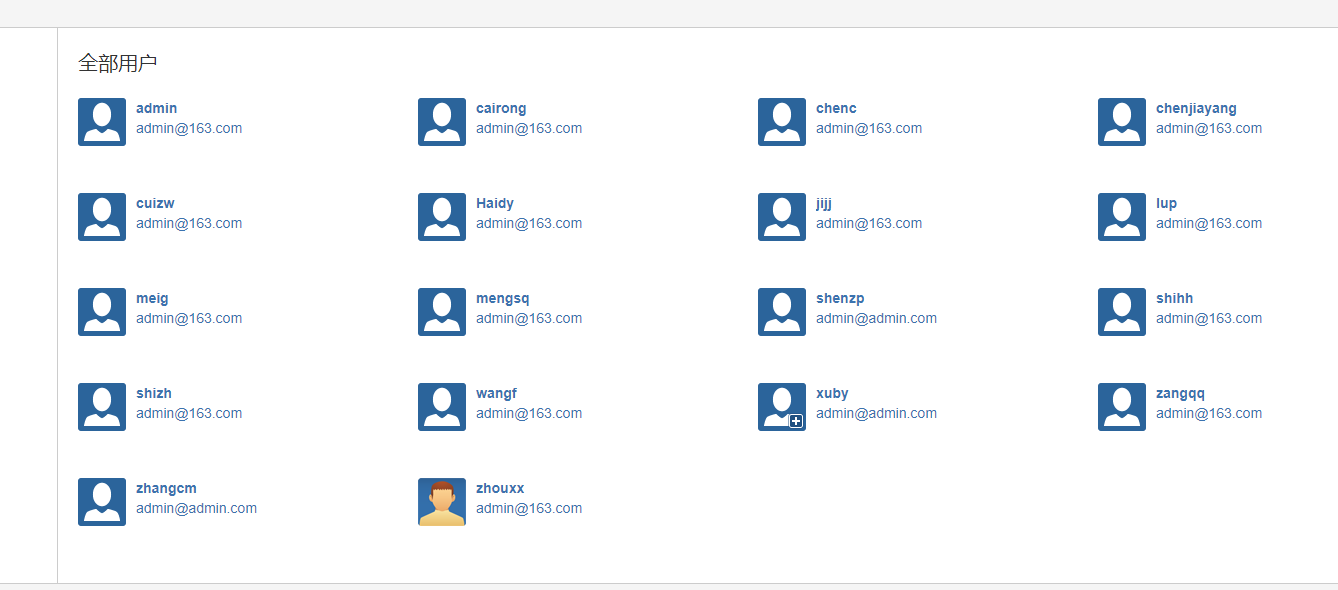 全部用户
admin
admin@163.com
cairong
admin@163.com
chenc
admin@163.com
chenjiayang
admin@163.com
cuizw
admin@163.com
Haidy
admin@163.com
jijj
admin@163.com
lup
admin@163.com
meig
admin@163.com
mengsq
admin@163.com
shenzp
admin@admin.com
shihh
admin@163.com
shizh
admin@163.com
wangf
admin@163.com
xuby
admin@admin.com
zangqq
admin@163.com
zhangcm
admin@admin.com
zhouxx
admin@163.com